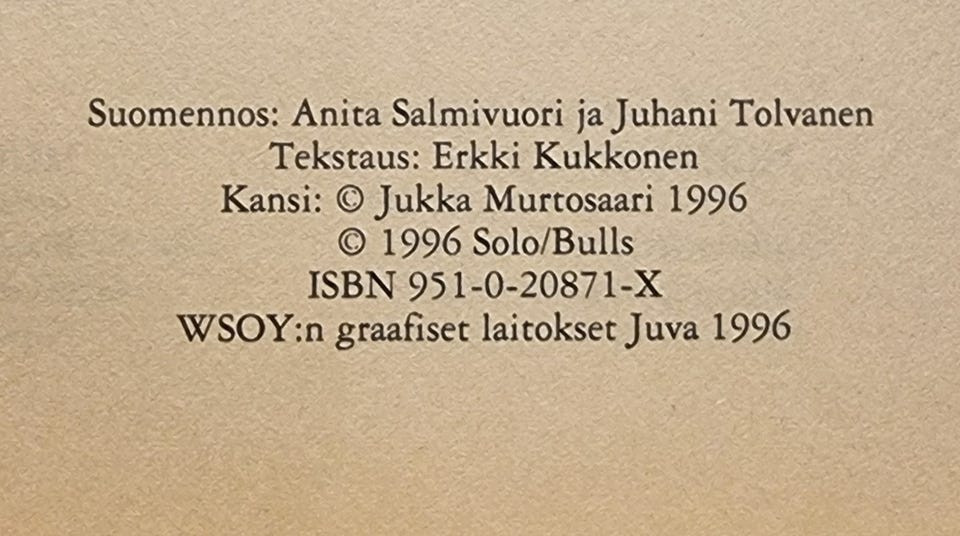 Suomennos: Anita Salmivuori ja Juhani Tolvanen
Tekstaus: Erkki Kukkonen
Kansi: © Jukka Murtosaari 1996
© 1996 Solo/Bulls
ISBN 951-0-20871-X
WSOY:n graafiset laitokset Juva 1996